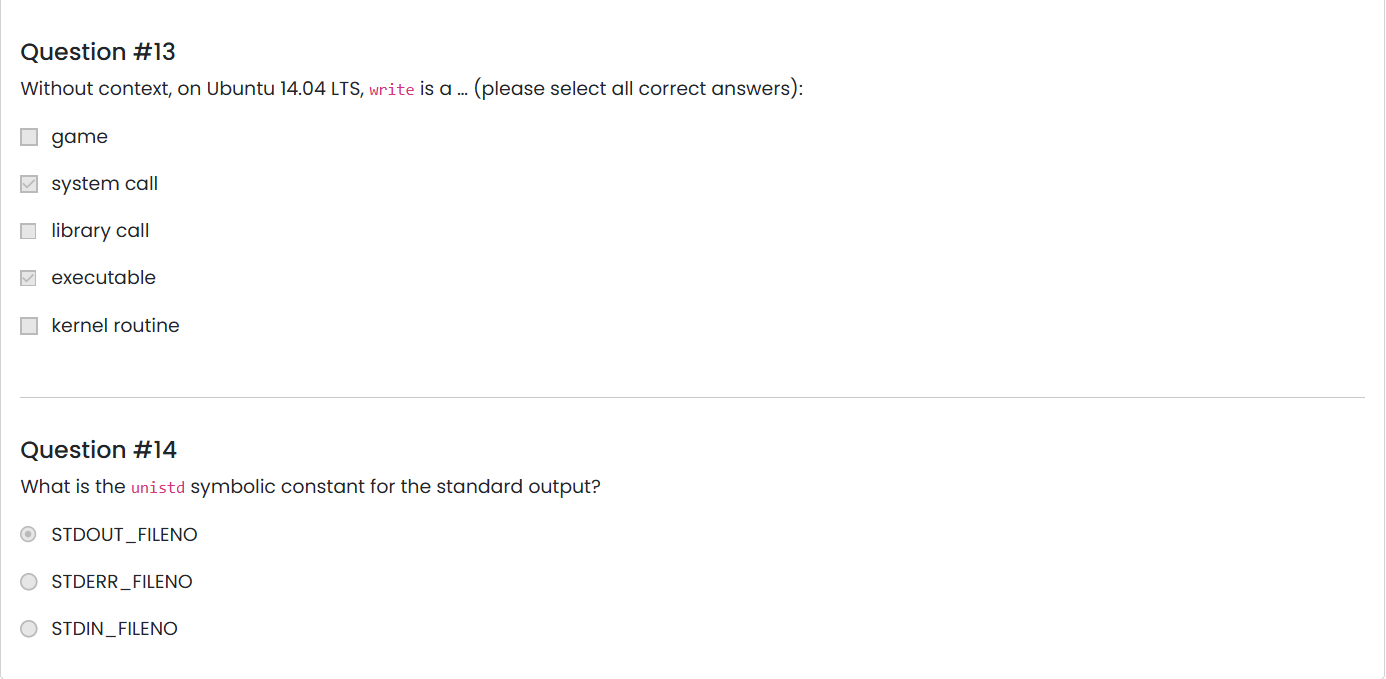 Question #13
Without context, on Ubuntu 14.04 LTS, write is a … (please select all correct answers):
game
system call
library call
executable
kernel routine
Question #14
What is the unistd symbolic constant for the standard output?
STDOUT_FILENO
STDERR_FILENO
STDIN_FILENO